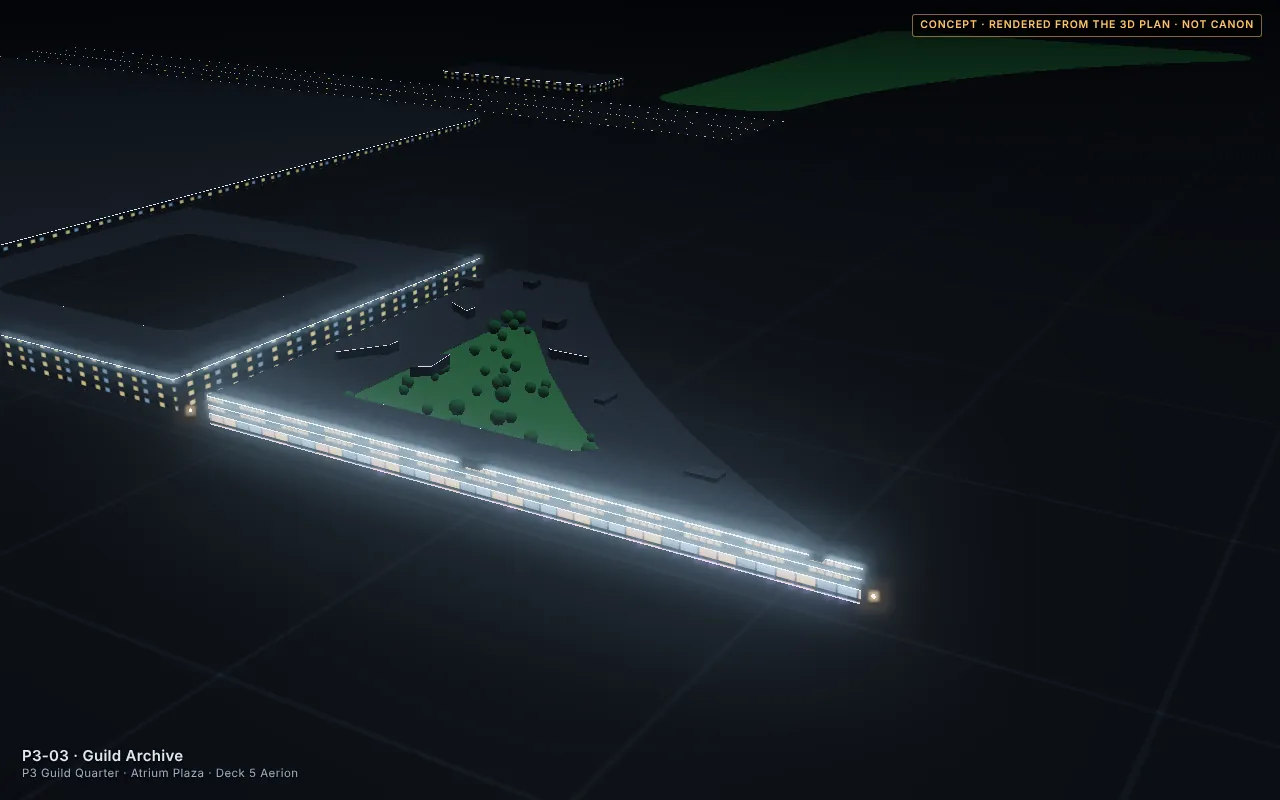 CONCEPT · RENDERED FROM THE 3D PLAN · NOT CANON
P3-03 · Guild Archive
P3 Guild Quarter · Atrium Plaza · Deck 5 Aerion